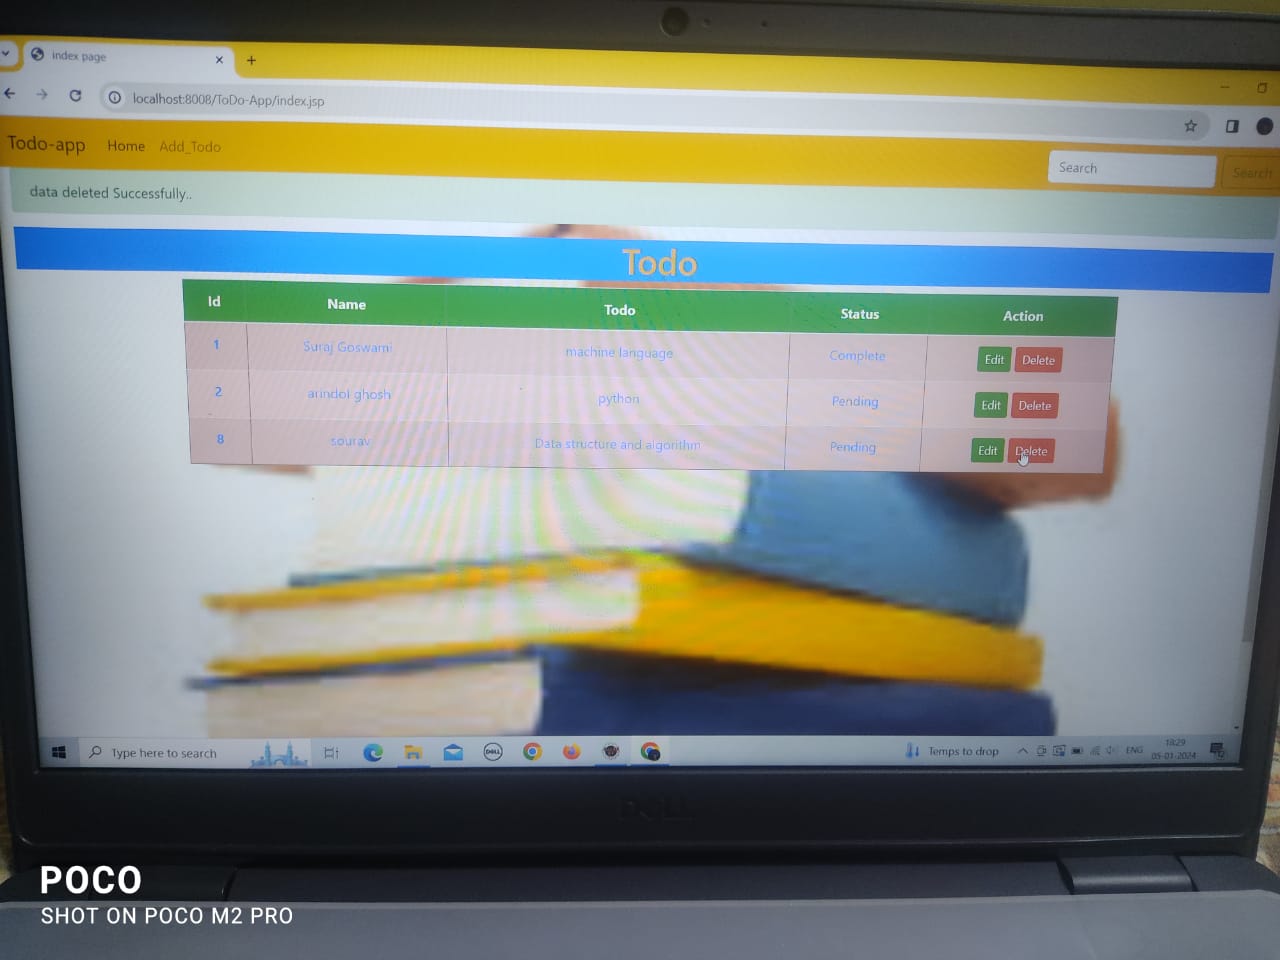 index page
localhost:8008/ToDo-App/index.jsp
Todo-app Home Add_Todo Search Search
data deleted Successfully..
Todo
Id Name Todo Status Action
1 Suraj Goswami machine language Complete Edit Delete
2 arindol ghosh python Pending Edit Delete
8 sourav Data structure and algorithm Pending Edit Delete
Type here to search DELL Temps to drop ENG 18:29
05-01-2024
DELL
POCO
SHOT ON POCO M2 PRO